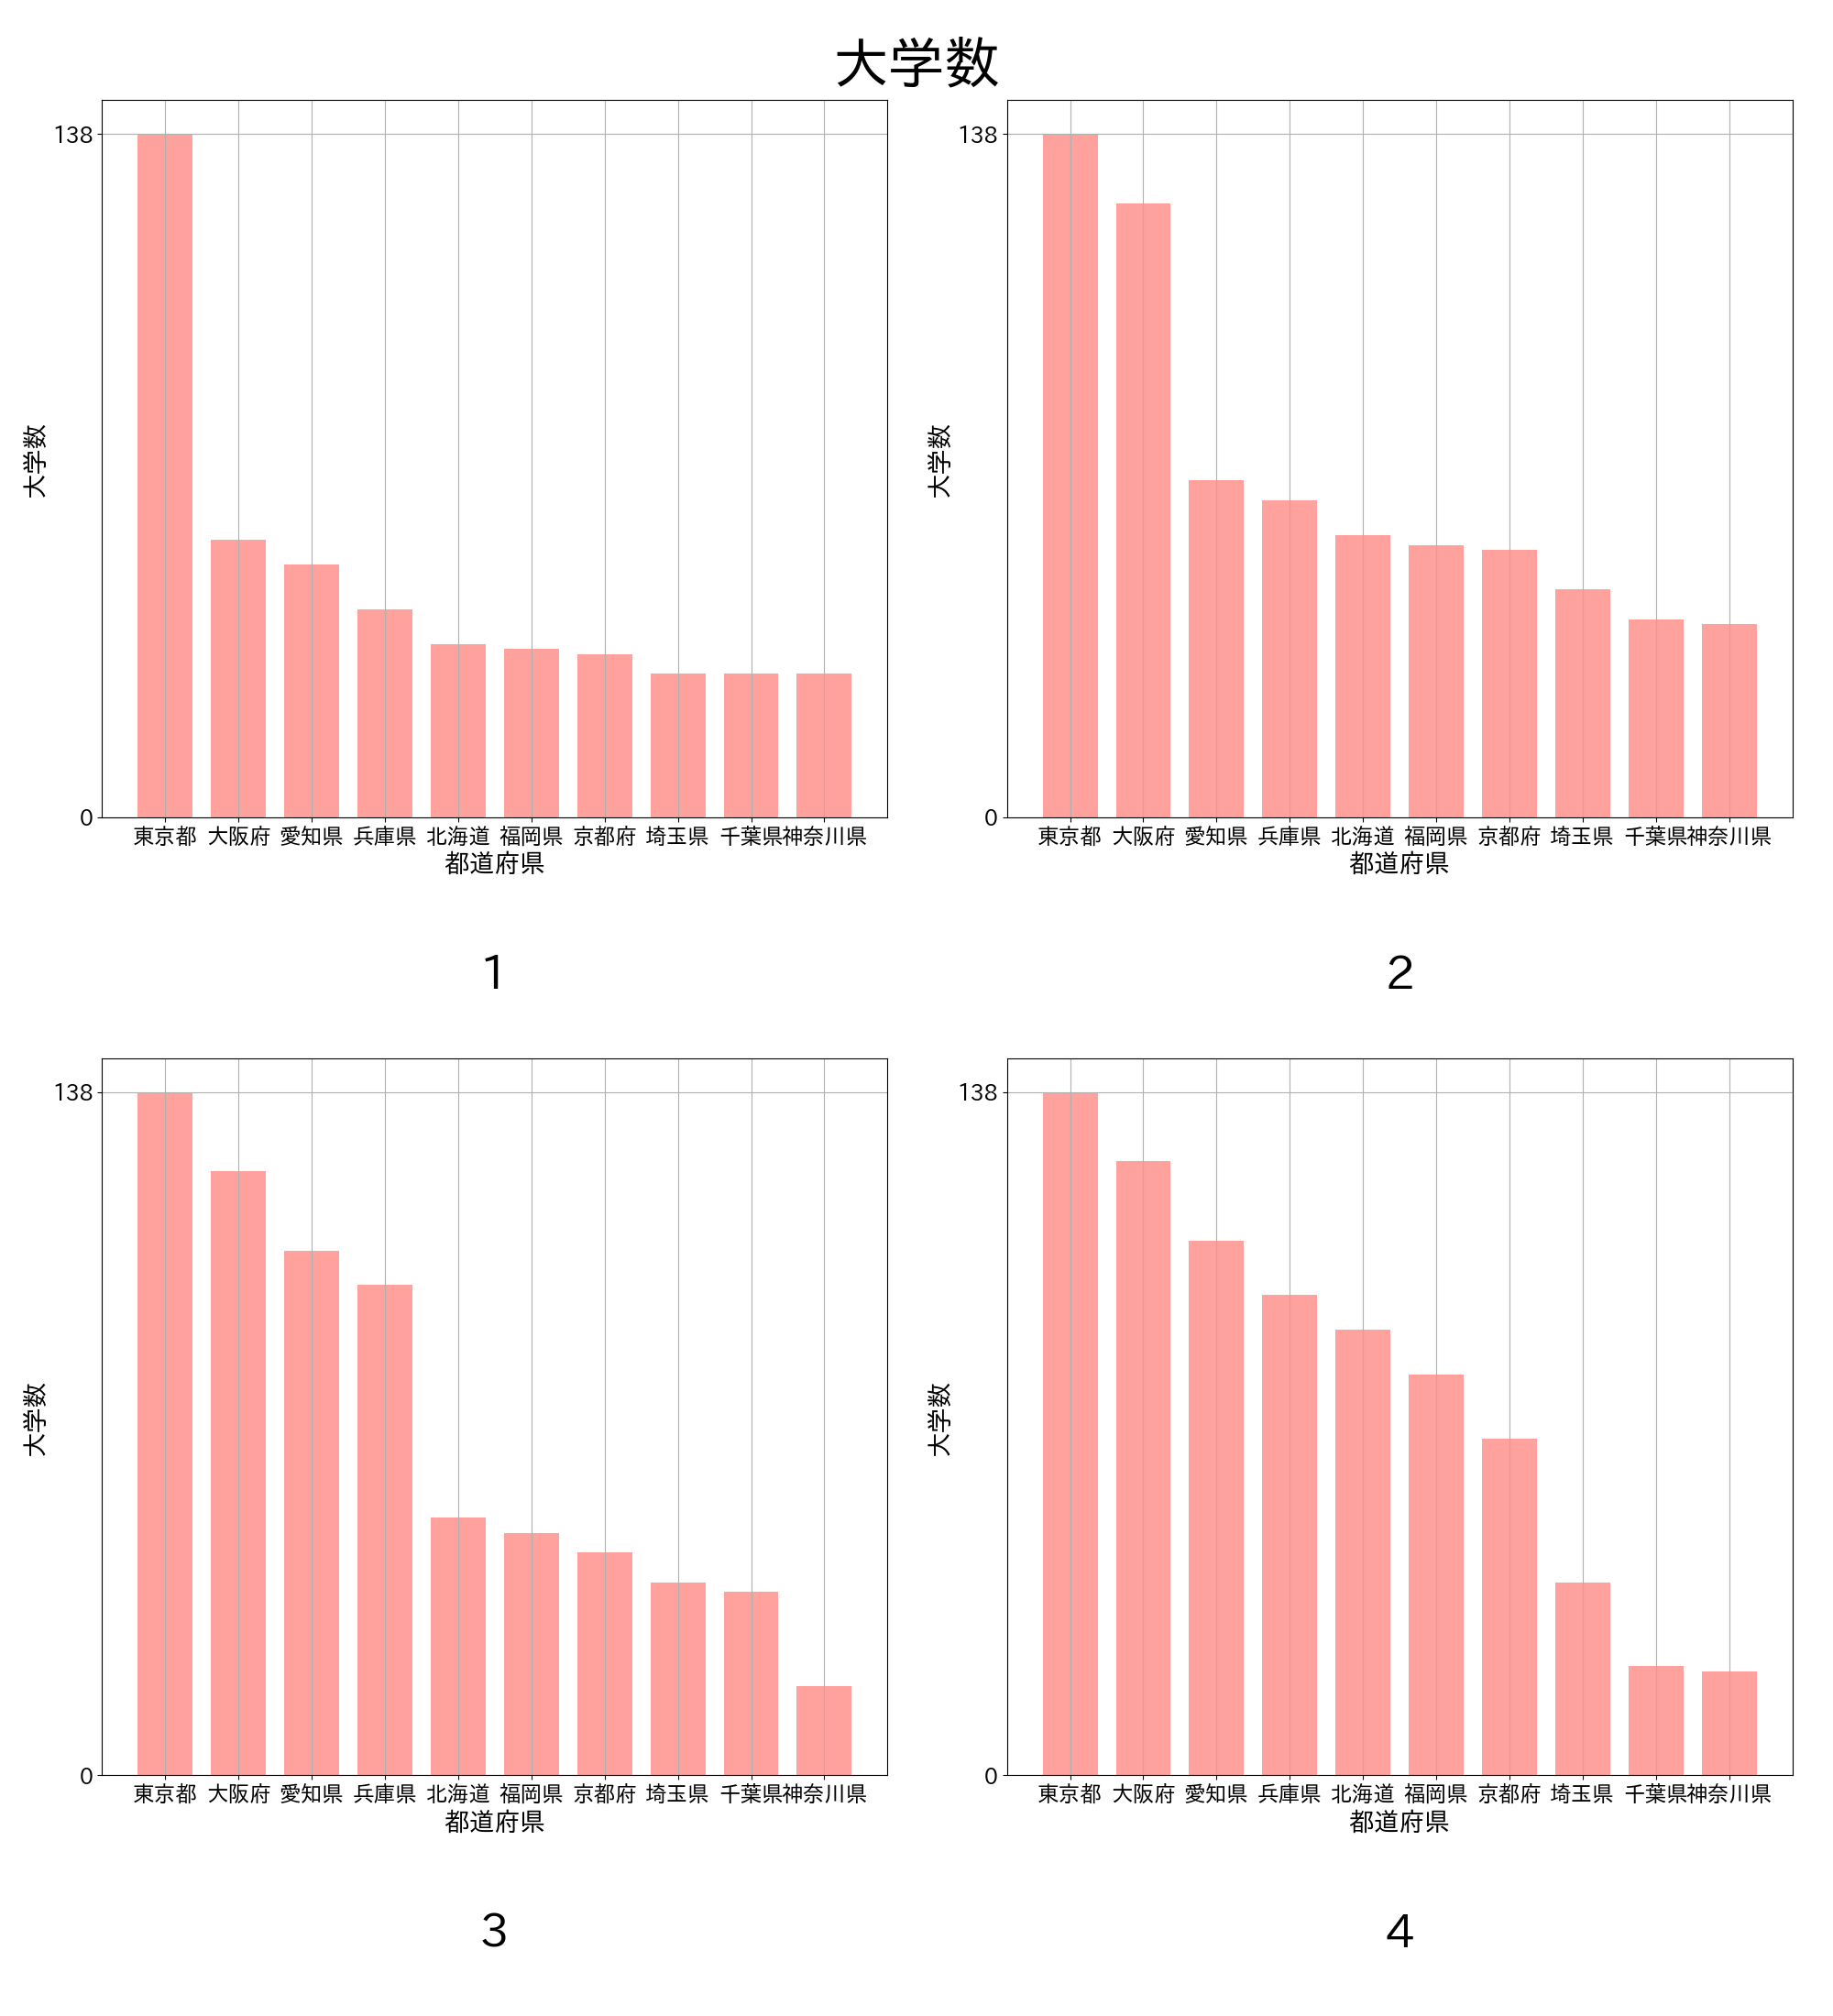 大学数
138
0
大学数
東京都 大阪府 愛知県 兵庫県 北海道 福岡県 京都府 埼玉県 千葉県 神奈川県
都道府県
1
138
0
大学数
東京都 大阪府 愛知県 兵庫県 北海道 福岡県 京都府 埼玉県 千葉県 神奈川県
都道府県
2
138
0
大学数
東京都 大阪府 愛知県 兵庫県 北海道 福岡県 京都府 埼玉県 千葉県 神奈川県
都道府県
3
138
0
大学数
東京都 大阪府 愛知県 兵庫県 北海道 福岡県 京都府 埼玉県 千葉県 神奈川県
都道府県
4